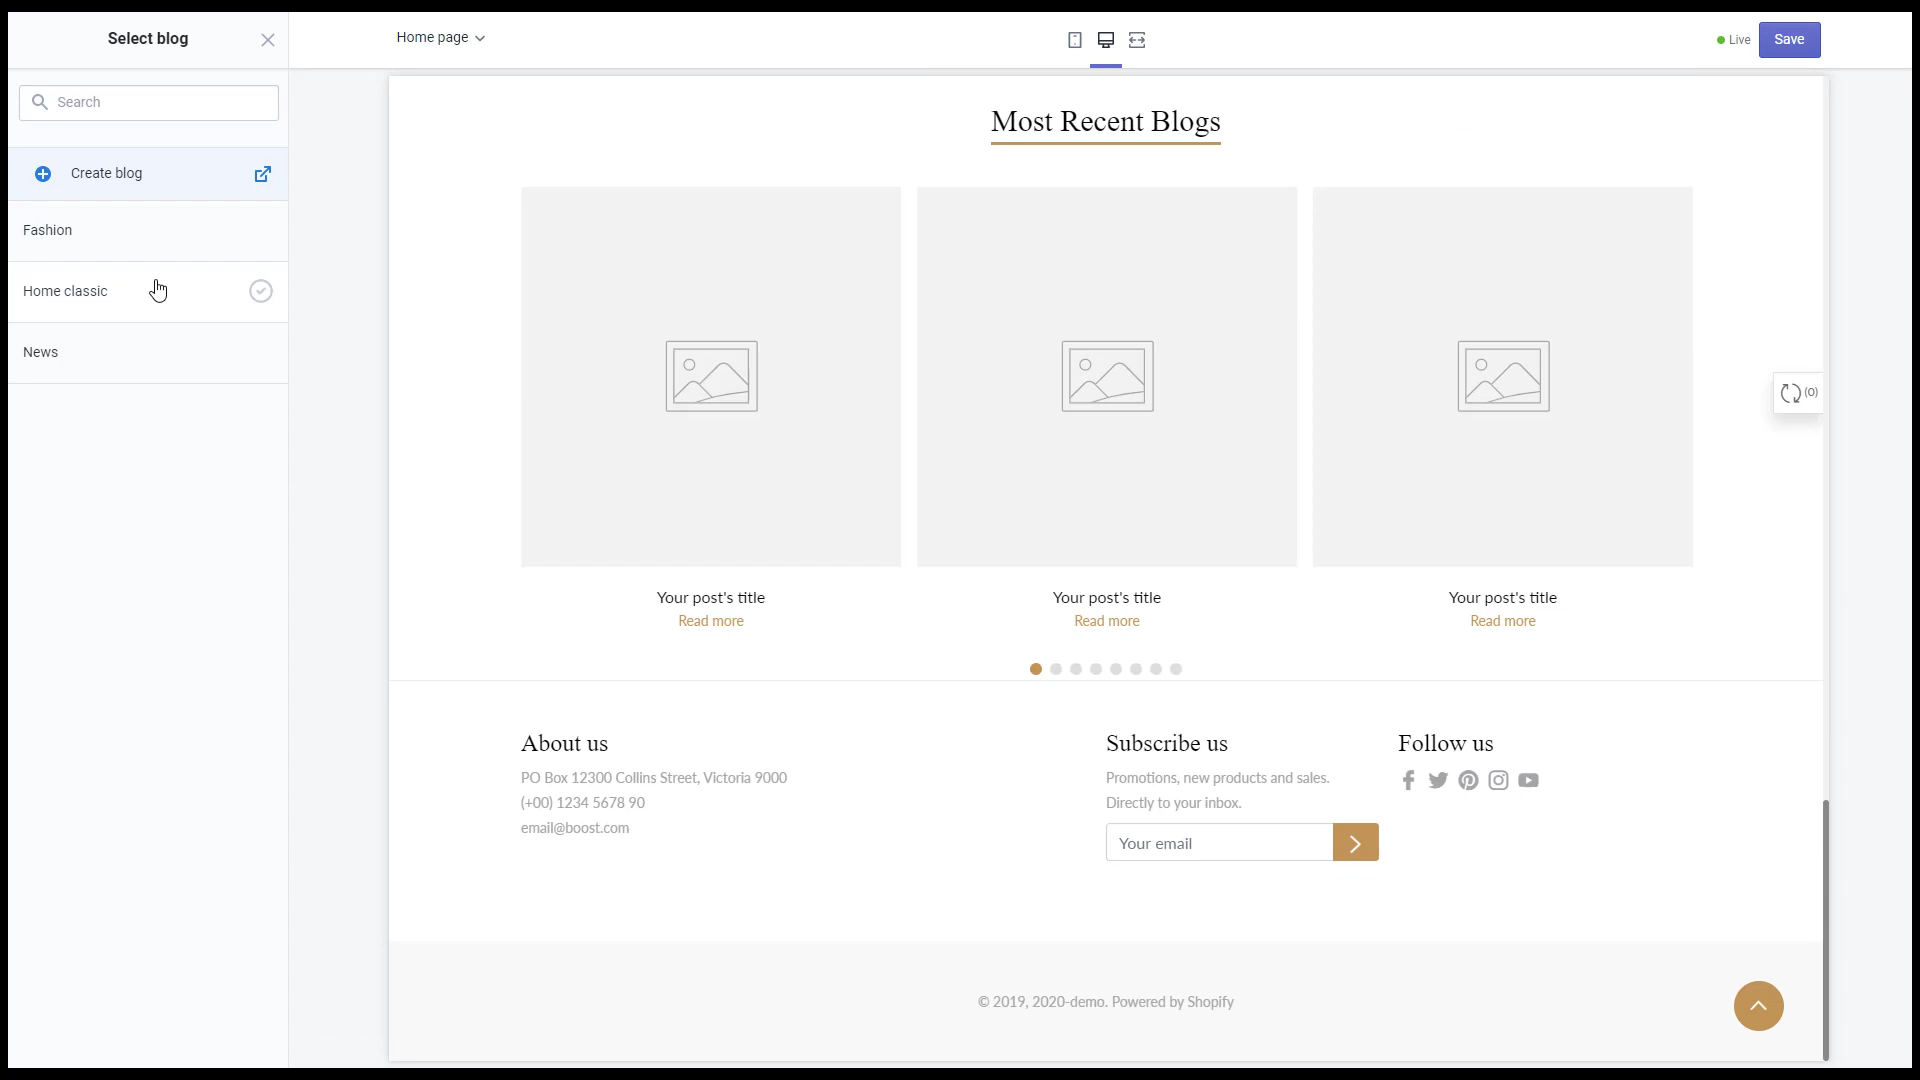 Select blog
Home page
Live
Save
Search
Create blog
Fashion
Home classic
News
Most Recent Blogs
(0)
Your post's title
Read more
Your post's title
Read more
Your post's title
Read more
About us
PO Box 12300 Collins Street, Victoria 9000
(+00) 1234 5678 90
email@boost.com
Subscribe us
Promotions, new products and sales.
Directly to your inbox.
Your email
Follow us
© 2019, 2020-demo. Powered by Shopify